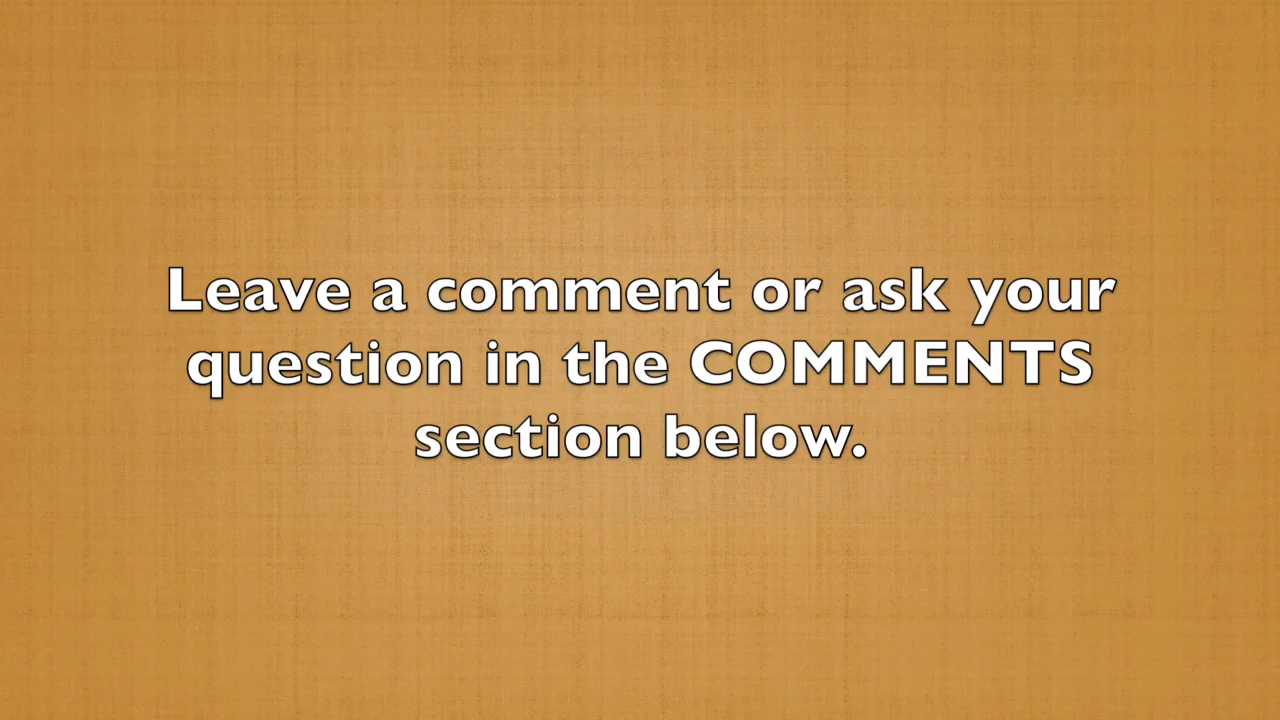 Leave a comment or ask your
question in the COMMENTS
section below.